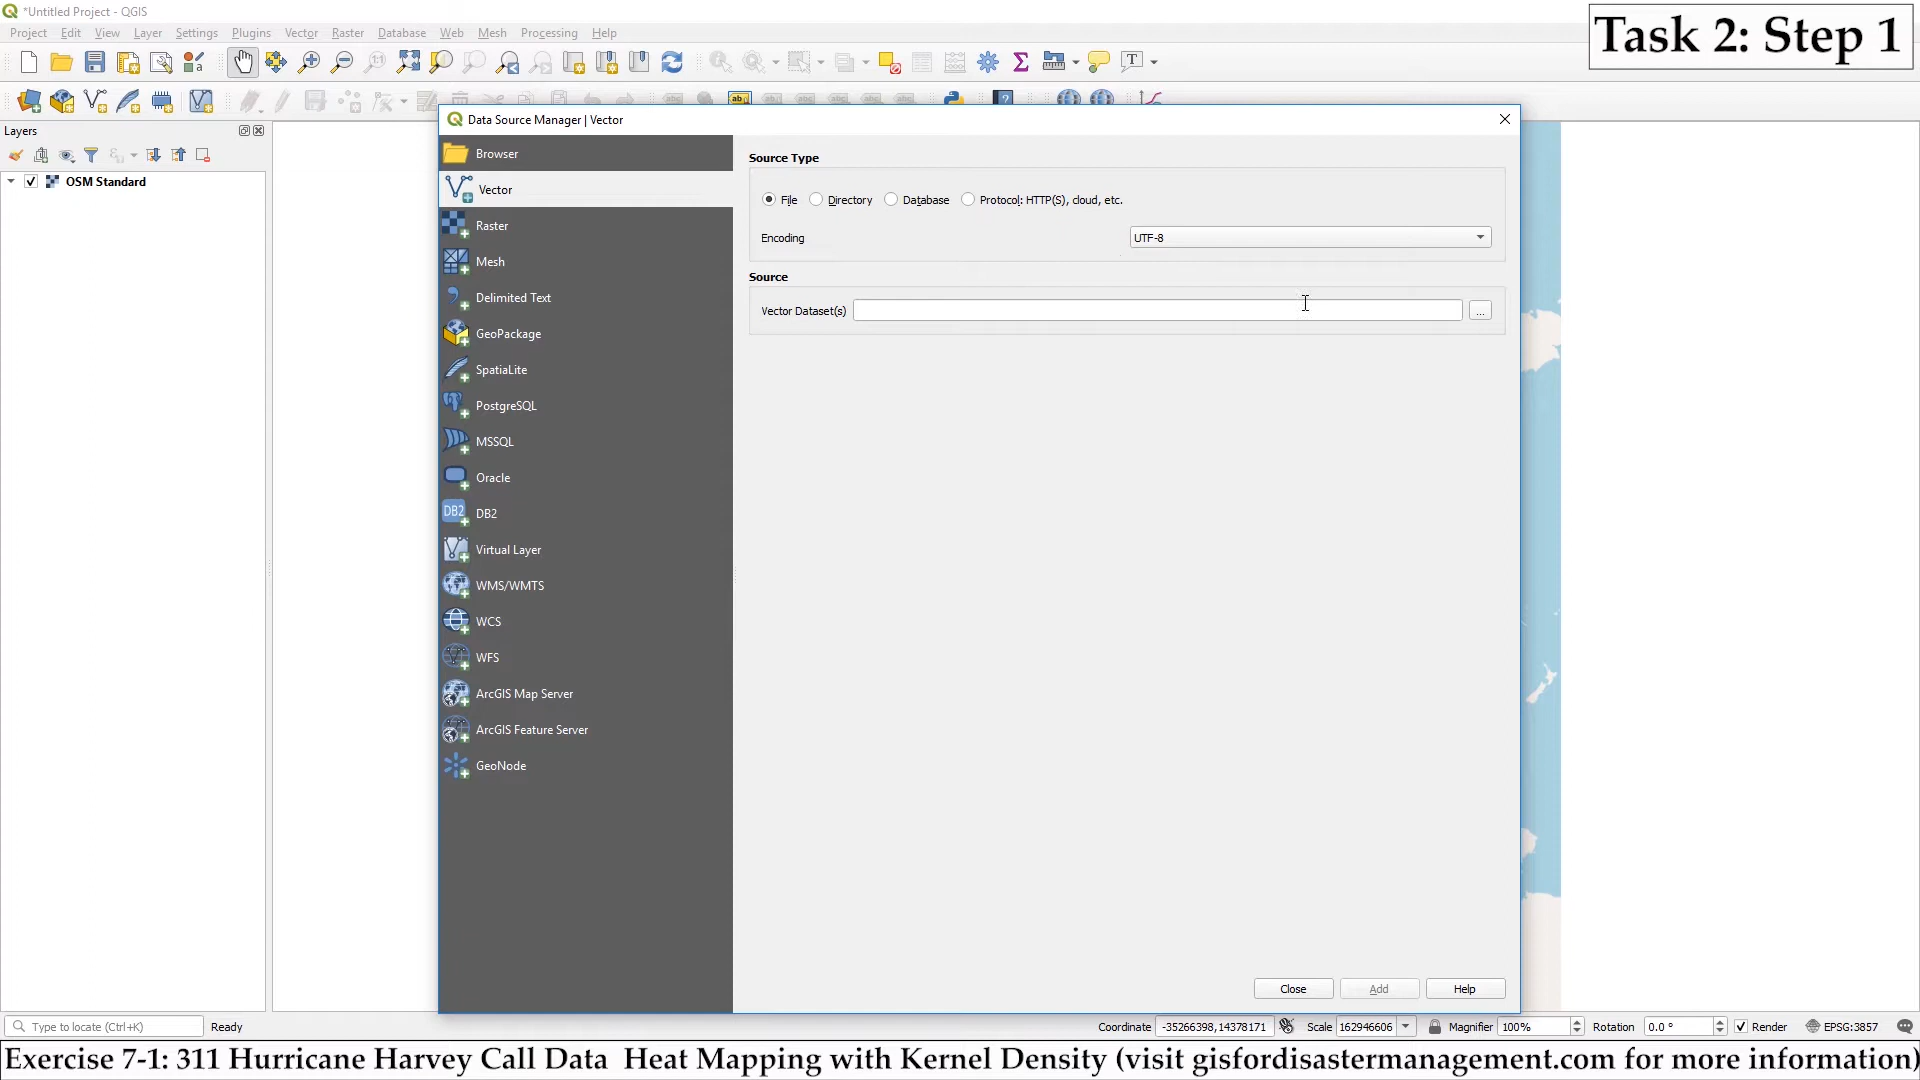 *Untitled Project - QGIS
Task 2: Step 1
Project Edit View Layer Settings Plugins Vector Raster Database Web Mesh Processing Help
Layers
OSM Standard
Data Source Manager | Vector
Browser
Vector
Raster
Mesh
Delimited Text
GeoPackage
SpatiaLite
PostgreSQL
MSSQL
Oracle
DB2
DB2
Virtual Layer
WMS/WMTS
WCS
WFS
ArcGIS Map Server
ArcGIS Feature Server
GeoNode
Source Type
File Directory Database Protocol: HTTP(S), cloud, etc.
Encoding UTF-8
Source
Vector Dataset(s) ...
Close Add Help
Type to locate (Ctrl+K) Ready Coordinate -35266398,14378171 Scale 162946606 Magnifier 100% Rotation 0.0 ° Render EPSG:3857
Exercise 7-1: 311 Hurricane Harvey Call Data Heat Mapping with Kernel Density (visit gisfordisastermanagement.com for more information)